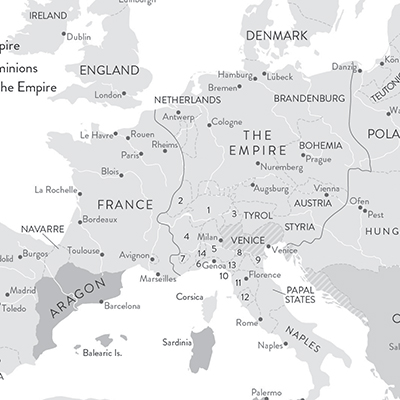 Edinburgh
IRELAND
Dublin
DENMARK
pire
ENGLAND
minions
he Empire
London
Hamburg
Lübeck
Bremen
Danzig
NETHERLANDS
BRANDENBURG
TEUTONIC
Antwerp
Cologne
Le Havre
Rouen
Rheims
Paris
THE
EMPIRE
BOHEMIA
Prague
POLA
Nuremberg
Blois
La Rochelle
Augsburg
Vienna
AUSTRIA
FRANCE
Ofen
Pest
2
1
3
TYROL
Bordeaux
STYRIA
HUNG
NAVARRE
4
Milan
VENICE
Venice
Burgos
Toulouse
Avignon
7
14
5
6
Genoa
8
13
9
10
Florence
Marseilles
Madrid
Toledo
ARAGON
Barcelona
Corsica
11
12
PAPAL
STATES
Rome
Balearic Is.
Sardinia
Naples
NAPLES
Palermo